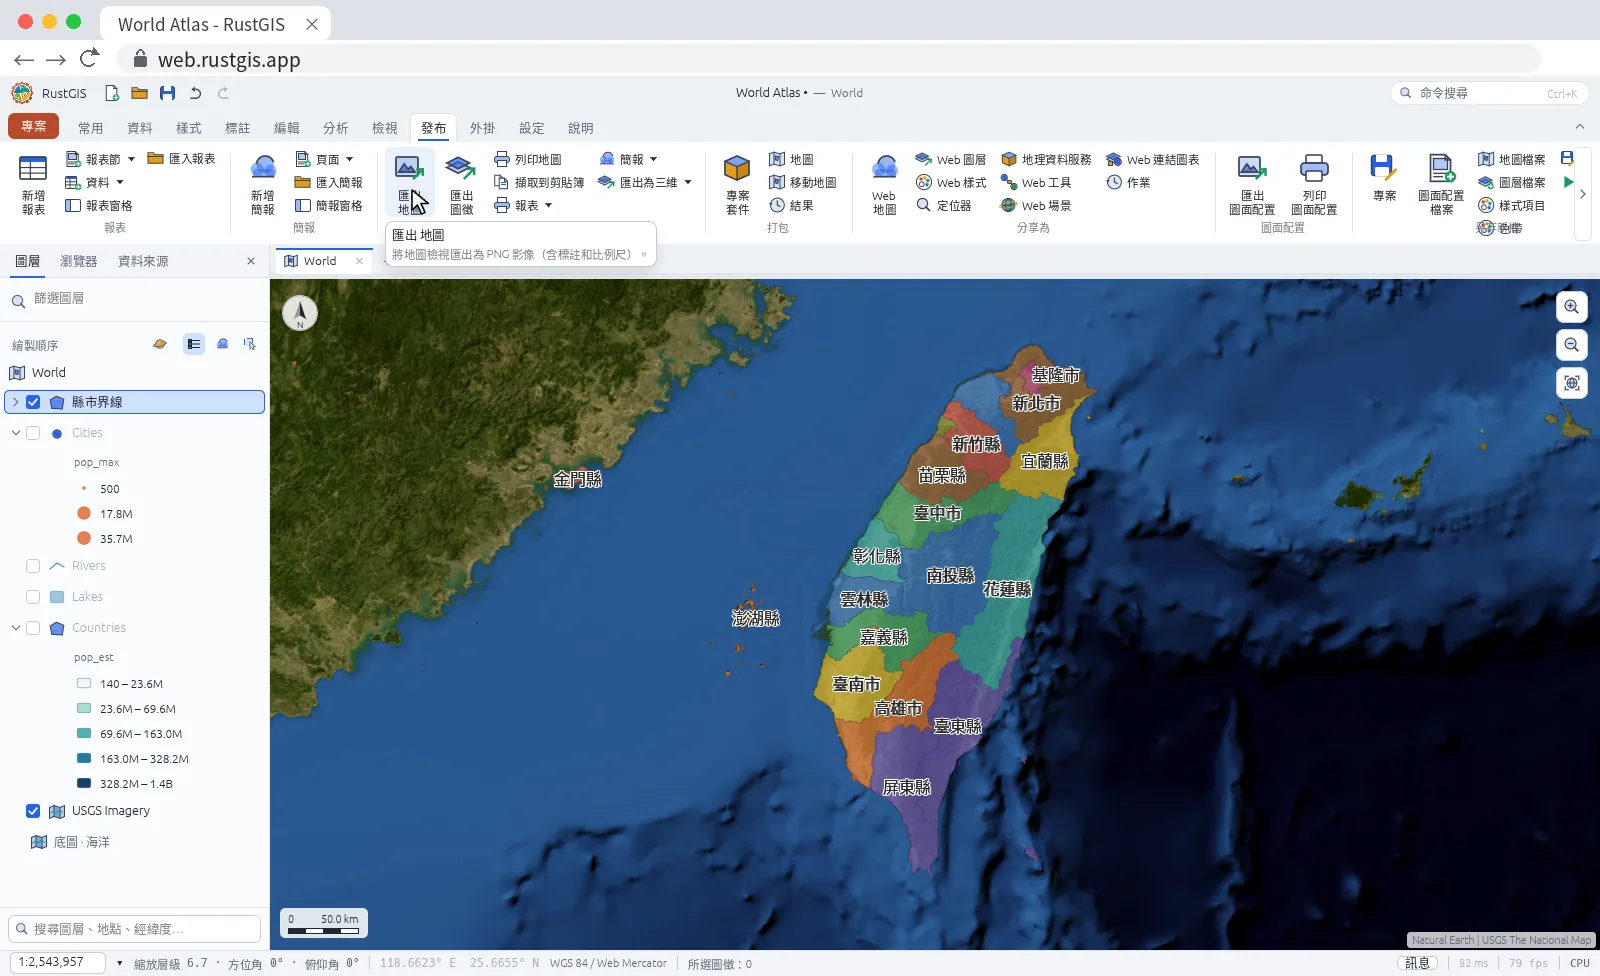 World Atlas - RustGIS
web.rustgis.app
RustGIS
World Atlas • — World
命令搜尋
Ctrl+K
專案
常用
資料
樣式
標註
編輯
分析
檢視
發布
外掛
設定
說明
新增
報表
報表節
資料
報表窗格
匯入報表
報表
新增
簡報
頁面
匯入簡報
簡報窗格
簡報
匯出
地圖
匯出
圖徵
列印地圖
擷取到剪貼簿
報表
簡報
匯出為三維
專案
套件
地圖
移動地圖
結果
打包
Web
地圖
Web 圖層
Web 樣式
定位器
地理資料服務
Web 工具
Web 場景
Web 連結圖表
作業
分享為
匯出
圖面配置
列印
圖面配置
圖面配置
專案
圖面配置
檔案
地圖檔案
圖層檔案
樣式項目
色帶
匯出 地圖
將地圖檢視匯出為 PNG 影像（含標註和比例尺）。
圖層
瀏覽器
資料來源
World
篩選圖層
繪製順序
World
縣市界線
Cities
pop_max
500
17.8M
35.7M
Rivers
Lakes
Countries
pop_est
140 – 23.6M
23.6M – 69.6M
69.6M – 163.0M
163.0M – 328.2M
328.2M – 1.4B
USGS Imagery
底圖 · 海洋
搜尋圖層、地點、經緯度...
N
基隆市
新北市
新竹縣
宜蘭縣
苗栗縣
金門縣
臺中市
彰化縣
南投縣
花蓮縣
雲林縣
澎湖縣
嘉義縣
臺南市
高雄市
臺東縣
屏東縣
0 50.0 km
Natural Earth | USGS The National Map
1:2,543,957
縮放層級 6.7 · 方位角 0° · 俯仰角 0°
118.6623° E 25.6655° N
WGS 84 / Web Mercator
所選圖徵：0
訊息
82 ms
79 fps
CPU